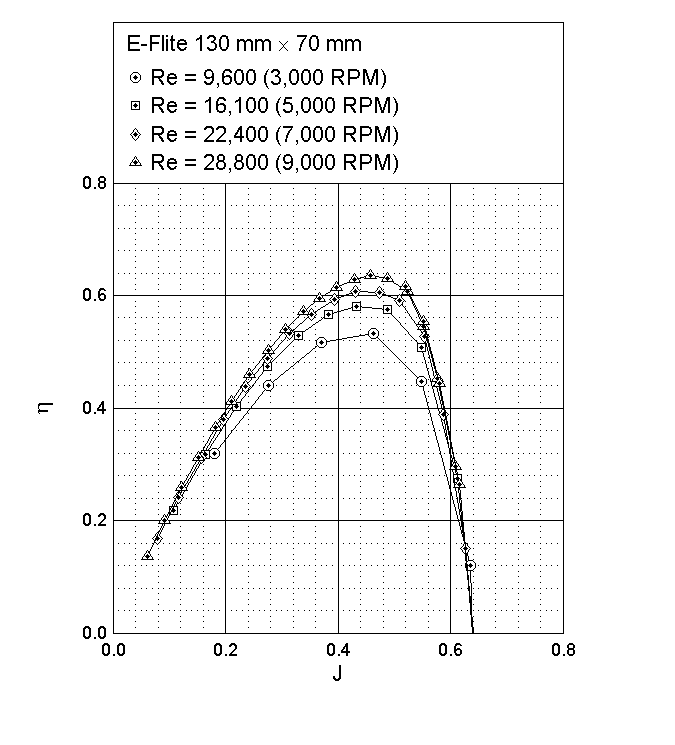 E-Flite 130 mm × 70 mm
Re = 9,600 (3,000 RPM)
Re = 16,100 (5,000 RPM)
Re = 22,400 (7,000 RPM)
Re = 28,800 (9,000 RPM)
0.8
0.6
0.4
0.2
0.0
η
0.0 0.2 0.4 0.6 0.8
J